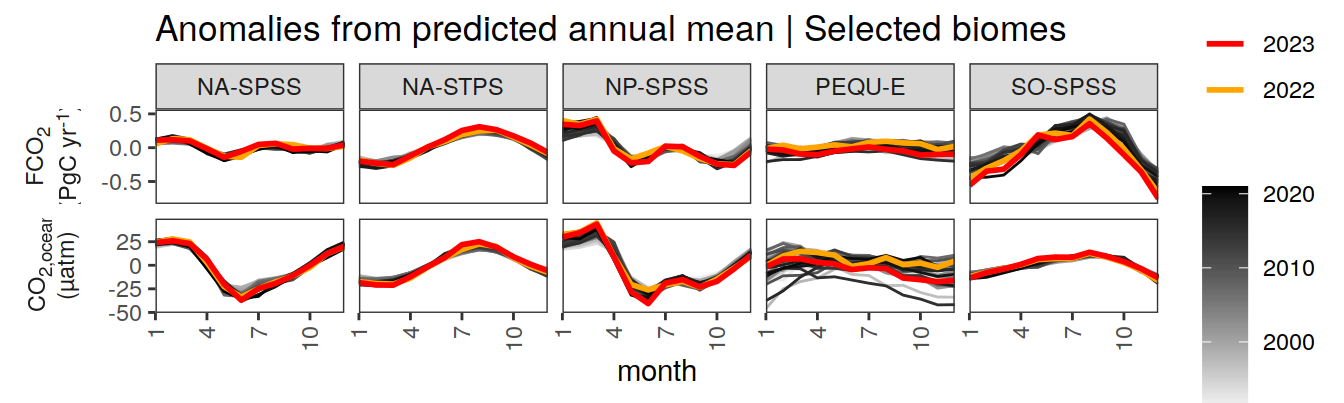 Anomalies from predicted annual mean | Selected biomes
NA-SPSS NA-STPS NP-SPSS PEQU-E SO-SPSS
FCO₂
PgC yr⁻¹
0.5
0.0
-0.5
CO₂,ocean
(µatm)
25
0
-25
-50
1 4 7 10 1 4 7 10 1 4 7 10 1 4 7 10 1 4 7 10
month
2023
2022
2020
2010
2000